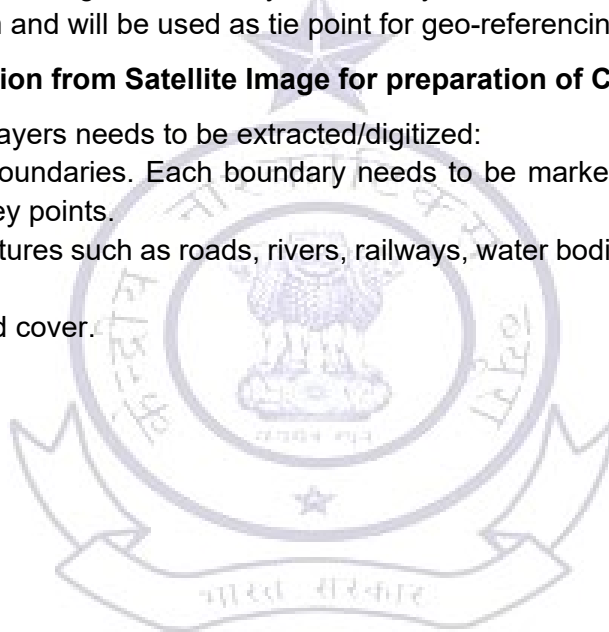 n and will be used as tie point for geo-referencin
ion from Satellite Image for preparation of C
ayers needs to be extracted/digitized:
oundaries. Each boundary needs to be marke
ey points.
tures such as roads, rivers, railways, water bodi
d cover.
भारत सरकार